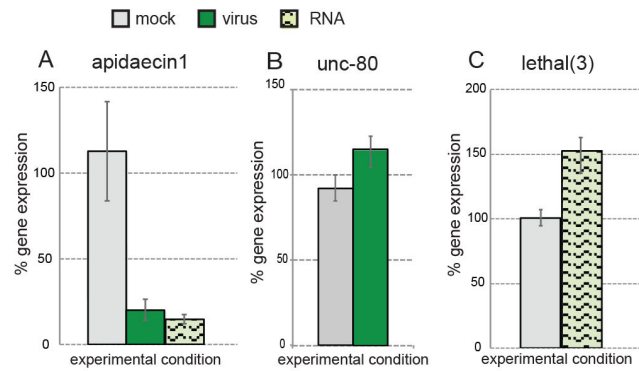 mock virus RNA
A apidaecin1
B unc-80
C lethal(3)
% gene expression
150
100
50
0
experimental condition
% gene expression
150
100
50
0
experimental condition
% gene expression
200
150
100
50
0
experimental condition